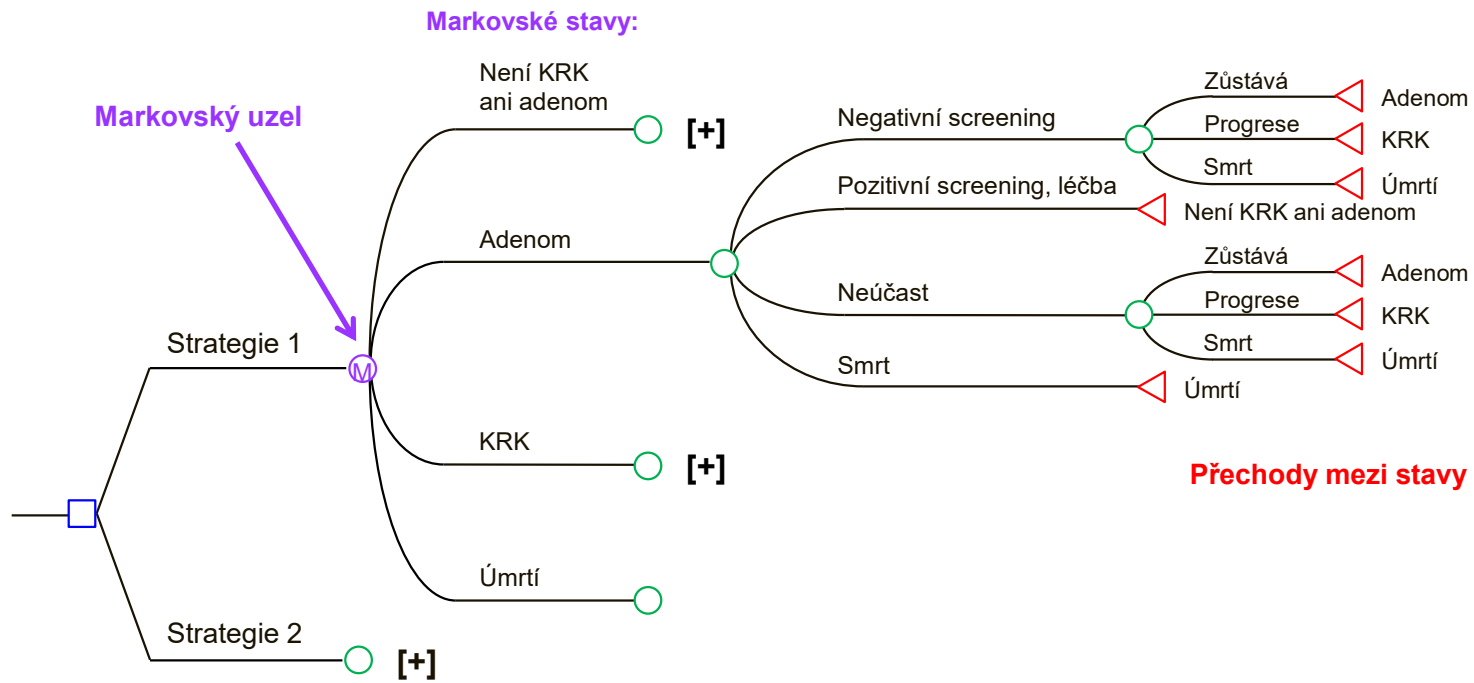 Markovské stavy:
Markovský uzel
Není KRK
ani adenom
[+]
Negativní screening
Zůstává
Adenom
Progrese
KRK
Smrt
Úmrtí
Pozitivní screening, léčba
Není KRK ani adenom
Adenom
Neúčast
Zůstává
Adenom
Progrese
KRK
Smrt
Úmrtí
Smrt
Úmrtí
Strategie 1
M
KRK
[+]
Přechody mezi stavy
Úmrtí
Strategie 2
[+]